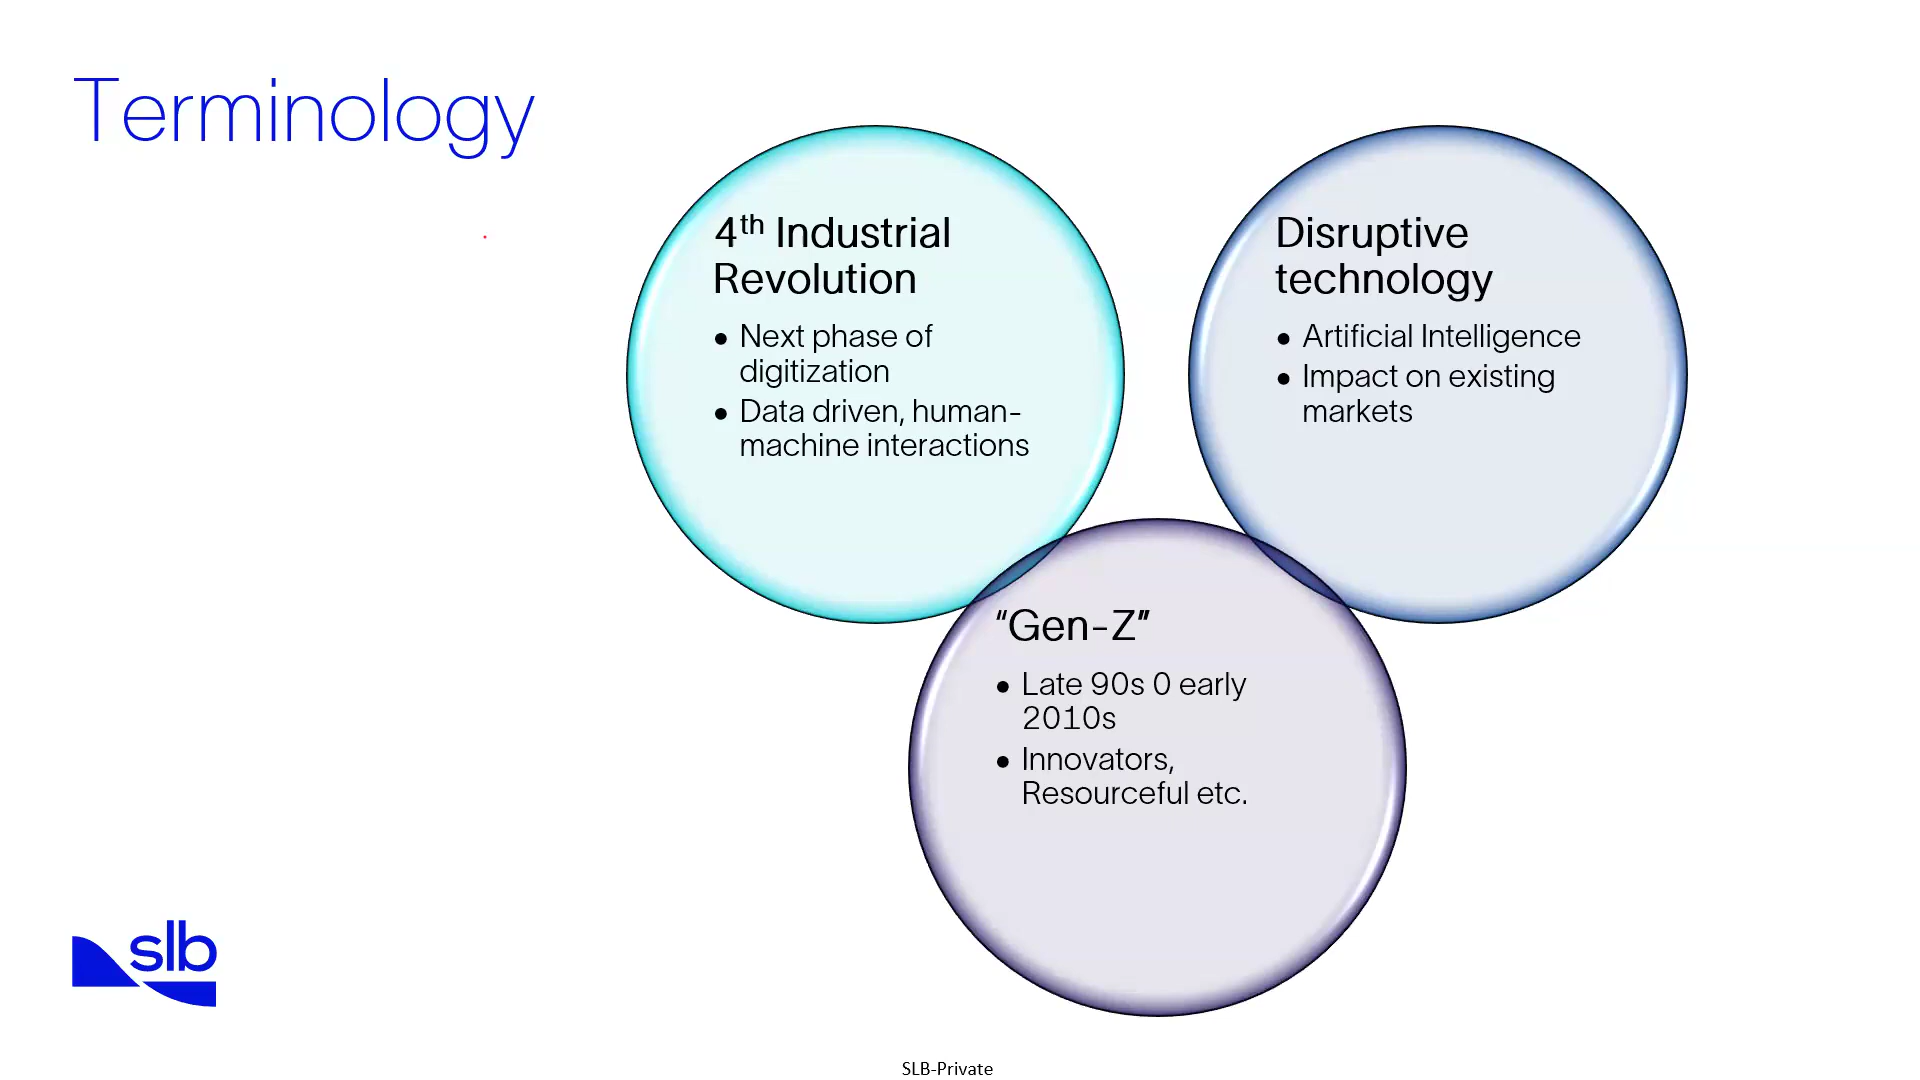 Terminology
4th Industrial
Revolution
• Next phase of
digitization
• Data driven, human-
machine interactions
Disruptive
technology
• Artificial Intelligence
• Impact on existing
markets
“Gen-Z”
• Late 90s 0 early
2010s
• Innovators,
Resourceful etc.
slb
SLB-Private